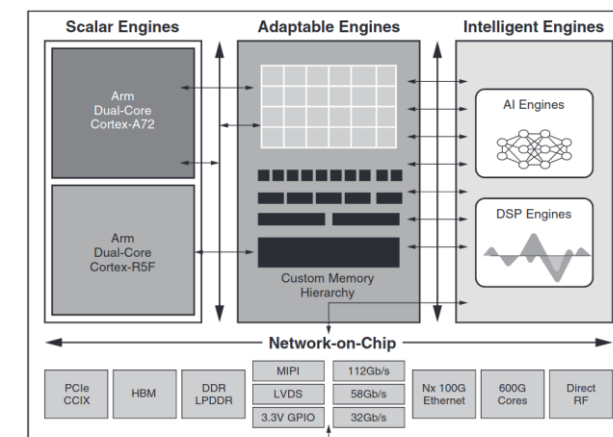 Scalar Engines
Adaptable Engines
Intelligent Engines
Arm
Dual-Core
Cortex-A72
Arm
Dual-Core
Cortex-R5F
Custom Memory
Hierarchy
AI Engines
DSP Engines
Network-on-Chip
PCIe
CCIX
HBM
DDR
LPDDR
MIPI
LVDS
3.3V GPIO
112Gb/s
58Gb/s
32Gb/s
Nx 100G
Ethernet
600G
Cores
Direct
RF